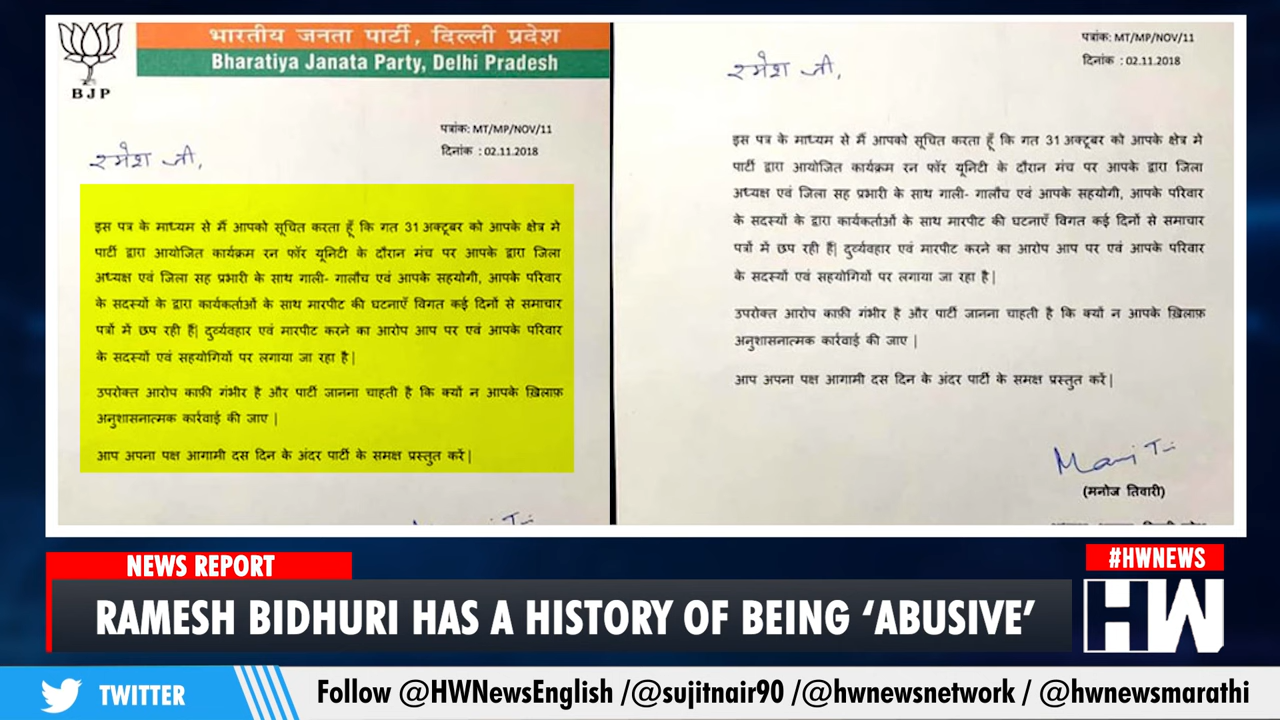 भारतीय जनता पार्टी, दिल्ली प्रदेश
Bharatiya Janata Party, Delhi Pradesh
BJP
पत्रांक: MT/MP/NOV/11
दिनांक : 02.11.2018
रमेश जी,
इस पत्र के माध्यम से मैं आपको सूचित करता हूँ कि गत 31 अक्टूबर को आपके क्षेत्र मे
पार्टी द्वारा आयोजित कार्यक्रम रन फॉर यूनिटी के दौरान मंच पर आपके द्वारा जिला
अध्यक्ष एवं जिला सह प्रभारी के साथ गाली- गालौच एवं आपके सहयोगी, आपके परिवार
के सदस्यों के द्वारा कार्यकर्ताओं के साथ मारपीट की घटनाएँ विगत कई दिनों से समाचार
पत्रों में छप रही हैं| दुर्व्यवहार एवं मारपीट करने का आरोप आप पर एवं आपके परिवार
के सदस्यों एवं सहयोगियों पर लगाया जा रहा है|
उपरोक्त आरोप काफ़ी गंभीर है और पार्टी जानना चाहती है कि क्यों न आपके ख़िलाफ़
अनुशासनात्मक कार्रवाई की जाए |
आप अपना पक्ष आगामी दस दिन के अंदर पार्टी के समक्ष प्रस्तुत करें|
पत्रांक: MT/MP/NOV/11
दिनांक : 02.11.2018
रमेश जी,
इस पत्र के माध्यम से मैं आपको सूचित करता हूँ कि गत 31 अक्टूबर को आपके क्षेत्र मे
पार्टी द्वारा आयोजित कार्यक्रम रन फॉर यूनिटी के दौरान मंच पर आपके द्वारा जिला
अध्यक्ष एवं जिला सह प्रभारी के साथ गाली- गालौच एवं आपके सहयोगी, आपके परिवार
के सदस्यों के द्वारा कार्यकर्ताओं के साथ मारपीट की घटनाएँ विगत कई दिनों से समाचार
पत्रों में छप रही हैं| दुर्व्यवहार एवं मारपीट करने का आरोप आप पर एवं आपके परिवार
के सदस्यों एवं सहयोगियों पर लगाया जा रहा है|
उपरोक्त आरोप काफ़ी गंभीर है और पार्टी जानना चाहती है कि क्यों न आपके ख़िलाफ़
अनुशासनात्मक कार्रवाई की जाए |
आप अपना पक्ष आगामी दस दिन के अंदर पार्टी के समक्ष प्रस्तुत करें|
(मनोज तिवारी)
NEWS REPORT
#HWNEWS
RAMESH BIDHURI HAS A HISTORY OF BEING ‘ABUSIVE’
HW
TWITTER
Follow @HWNewsEnglish /@sujitnair90 /@hwnewsnetwork / @hwnewsmarathi